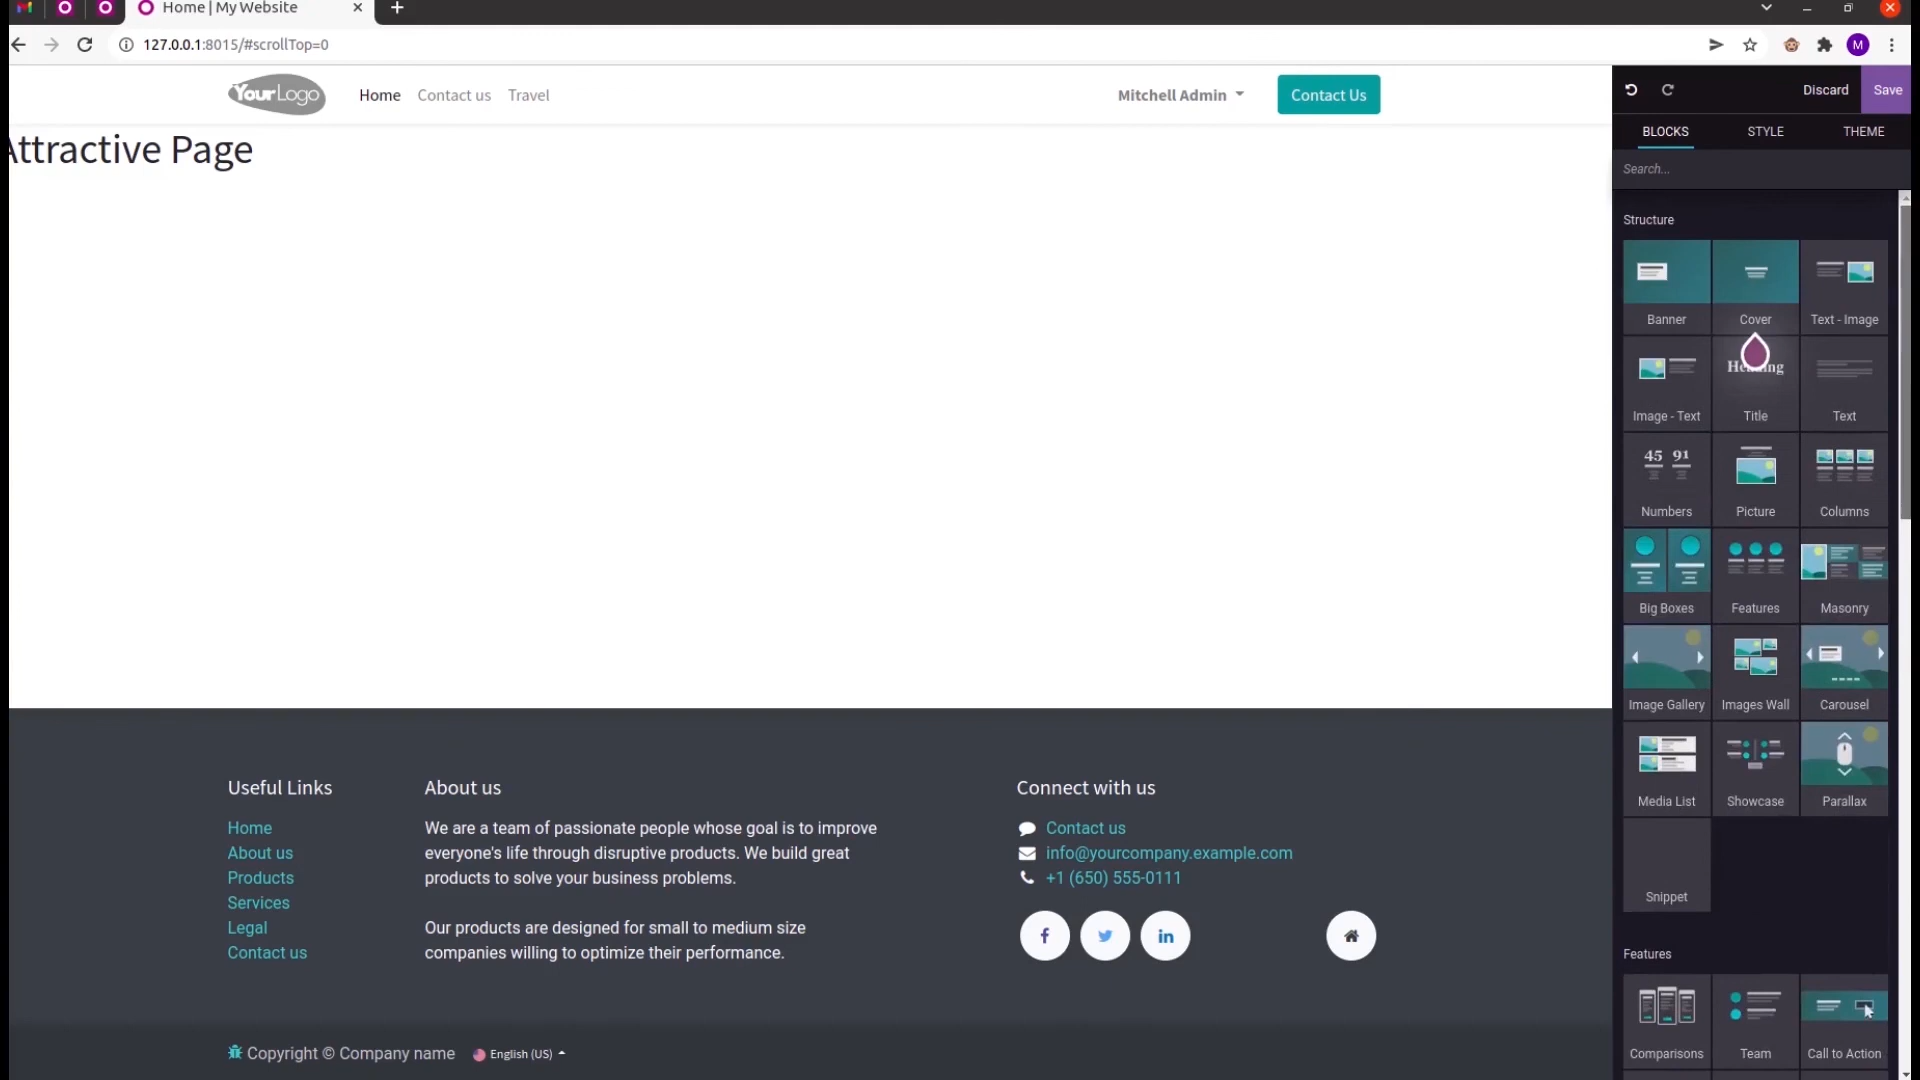 Home | My Website
127.0.0.1:8015/#scrollTop=0
M
YourLogo
Home
Contact us
Travel
Mitchell Admin
Contact Us
Discard
Save
BLOCKS
STYLE
THEME
Search...
Attractive Page
Structure
Banner
Cover
Text - Image
Heading
Image - Text
Title
Text
45 91
Numbers
Picture
Columns
Big Boxes
Features
Masonry
Image Gallery
Images Wall
Carousel
Media List
Showcase
Parallax
Snippet
Features
Comparisons
Team
Call to Action
Useful Links
Home
About us
Products
Services
Legal
Contact us
About us
We are a team of passionate people whose goal is to improve
everyone's life through disruptive products. We build great
products to solve your business problems.
Our products are designed for small to medium size
companies willing to optimize their performance.
Connect with us
Contact us
info@yourcompany.example.com
+1 (650) 555-0111
f
in
Copyright © Company name
English (US)